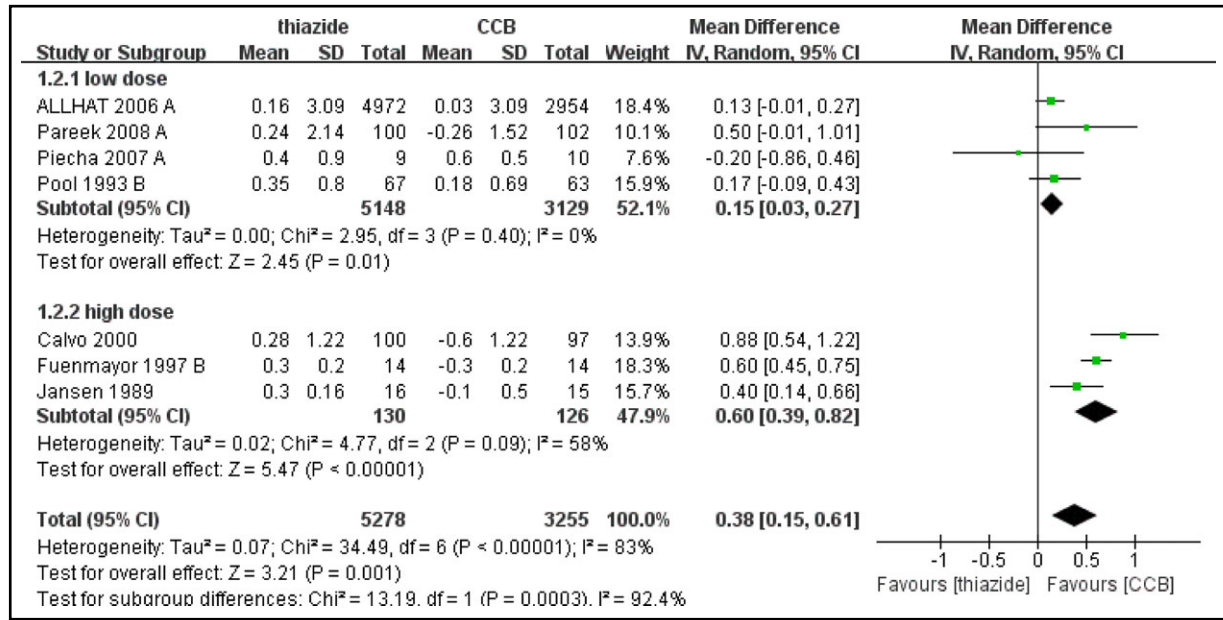 thiazide CCB Mean Difference Mean Difference
Study or Subgroup Mean SD Total Mean SD Total Weight IV, Random, 95% CI IV, Random, 95% CI
1.2.1 low dose
ALLHAT 2006 A 0.16 3.09 4972 0.03 3.09 2954 18.4% 0.13 [-0.01, 0.27]
Pareek 2008 A 0.24 2.14 100 -0.26 1.52 102 10.1% 0.50 [-0.01, 1.01]
Piecha 2007 A 0.4 0.9 9 0.6 0.5 10 7.6% -0.20 [-0.86, 0.46]
Pool 1993 B 0.35 0.8 67 0.18 0.69 63 15.9% 0.17 [-0.09, 0.43]
Subtotal (95% CI) 5148 3129 52.1% 0.15 [0.03, 0.27]
Heterogeneity: Tau² = 0.00; Chi² = 2.95, df = 3 (P = 0.40); I² = 0%
Test for overall effect: Z = 2.45 (P = 0.01)
1.2.2 high dose
Calvo 2000 0.28 1.22 100 -0.6 1.22 97 13.9% 0.88 [0.54, 1.22]
Fuenmayor 1997 B 0.3 0.2 14 -0.3 0.2 14 18.3% 0.60 [0.45, 0.75]
Jansen 1989 0.3 0.16 16 -0.1 0.5 15 15.7% 0.40 [0.14, 0.66]
Subtotal (95% CI) 130 126 47.9% 0.60 [0.39, 0.82]
Heterogeneity: Tau² = 0.02; Chi² = 4.77, df = 2 (P = 0.09); I² = 58%
Test for overall effect: Z = 5.47 (P < 0.00001)
Total (95% CI) 5278 3255 100.0% 0.38 [0.15, 0.61]
Heterogeneity: Tau² = 0.07; Chi² = 34.49, df = 6 (P < 0.00001); I² = 83%
Test for overall effect: Z = 3.21 (P = 0.001)
Test for subgroup differences: Chi² = 13.19, df = 1 (P = 0.0003), I² = 92.4%
-1 -0.5 0 0.5 1
Favours [thiazide] Favours [CCB]